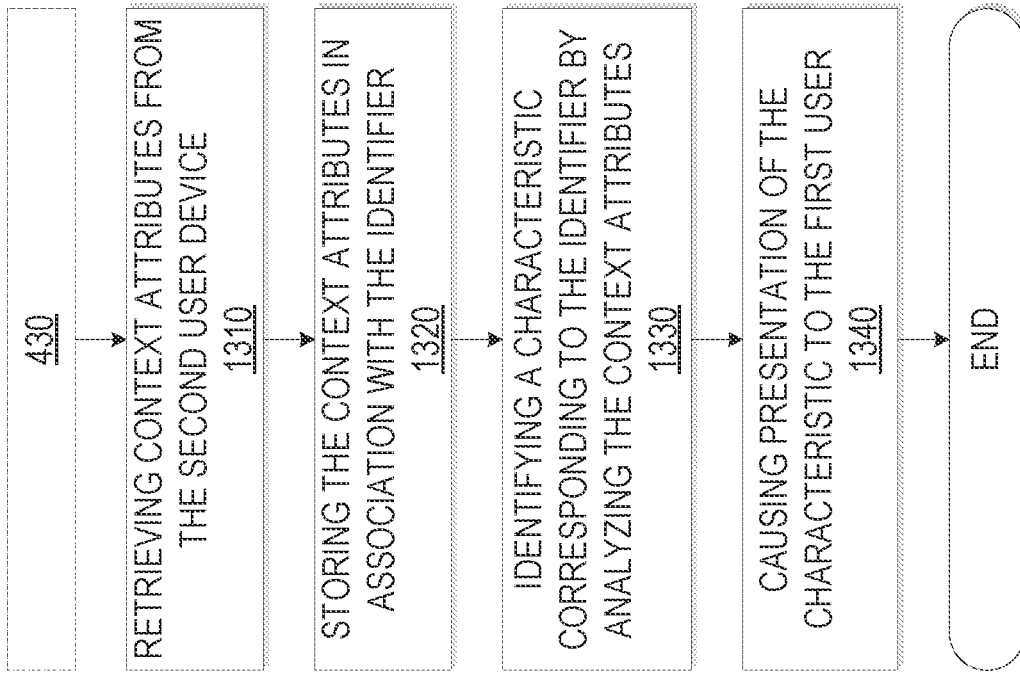 430
RETRIEVING CONTEXT ATTRIBUTES FROM
THE SECOND USER DEVICE
1310
STORING THE CONTEXT ATTRIBUTES IN
ASSOCIATION WITH THE IDENTIFIER
1320
IDENTIFYING A CHARACTERISTIC
CORRESPONDING TO THE IDENTIFIER BY
ANALYZING THE CONTEXT ATTRIBUTES
1330
CAUSING PRESENTATION OF THE
CHARACTERISTIC TO THE FIRST USER
1340
END